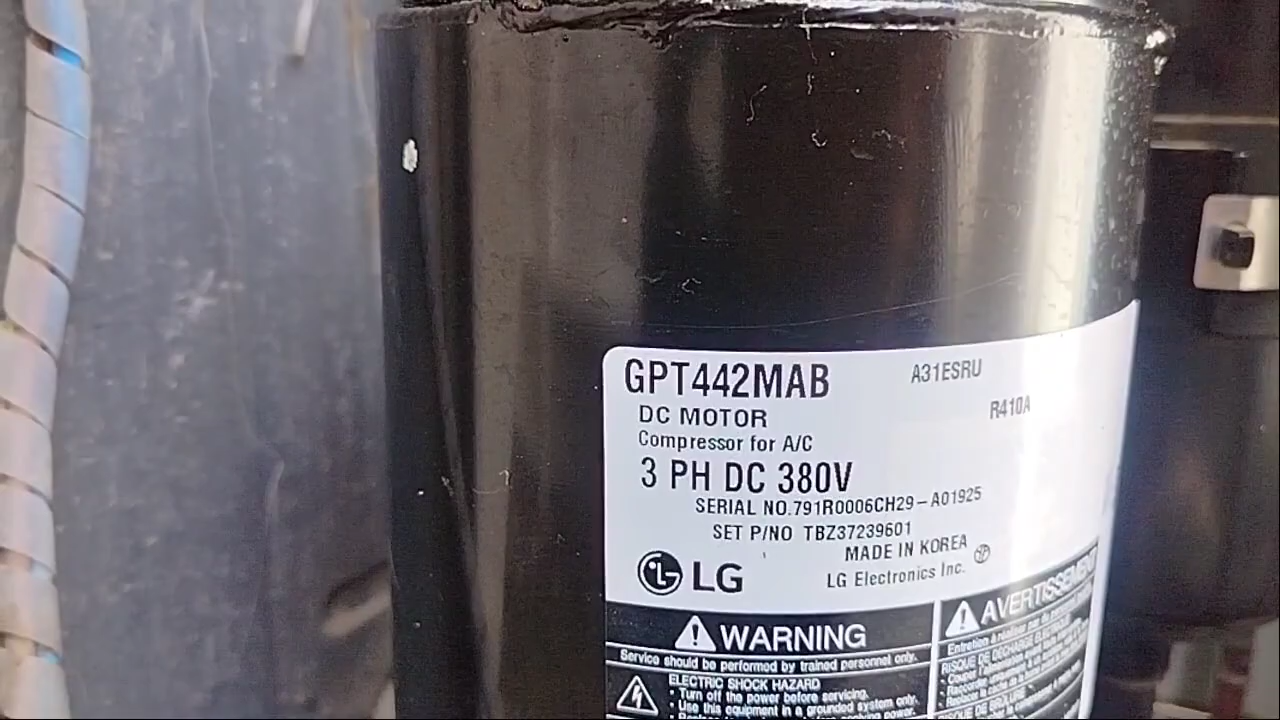 GPT442MAB
A31ESRU
R410A
DC MOTOR
Compressor for A/C
3 PH DC 380V
SERIAL NO.791R0006CH29-A01925
SET P/NO TBZ37239601
MADE IN KOREA
LG Electronics Inc.
LG
WARNING
Service should be performed by trained personnel only.
ELECTRIC SHOCK HAZARD
• Turn off the power before servicing.
• Use this equipment in a grounded system only.
AVERTISSEMENT
RISQUE DE DÉCHARGE ÉLECTRIQUE